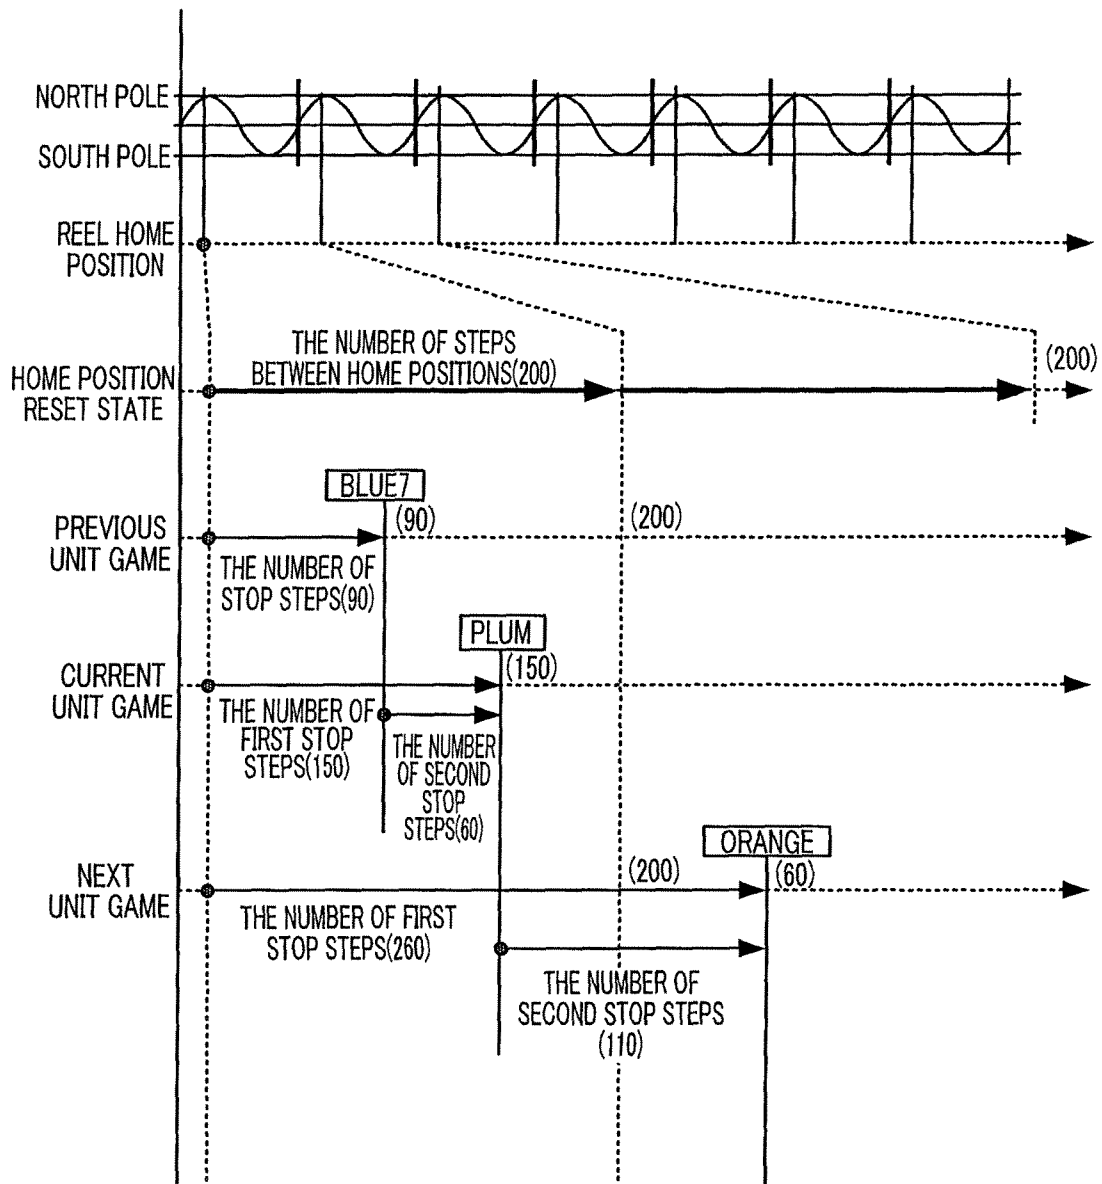 NORTH POLE
SOUTH POLE
REEL HOME
POSITION
THE NUMBER OF STEPS
BETWEEN HOME POSITIONS(200)
(200)
HOME POSITION
RESET STATE
BLUE7
(90)
(200)
PREVIOUS
UNIT GAME
THE NUMBER OF
STOP STEPS(90)
PLUM
(150)
CURRENT
UNIT GAME
THE NUMBER OF
FIRST STOP
STEPS(150)
THE NUMBER
OF SECOND
STOP
STEPS(60)
ORANGE
(200)
(60)
NEXT
UNIT GAME
THE NUMBER OF FIRST
STOP STEPS(260)
THE NUMBER OF
SECOND STOP STEPS
(110)